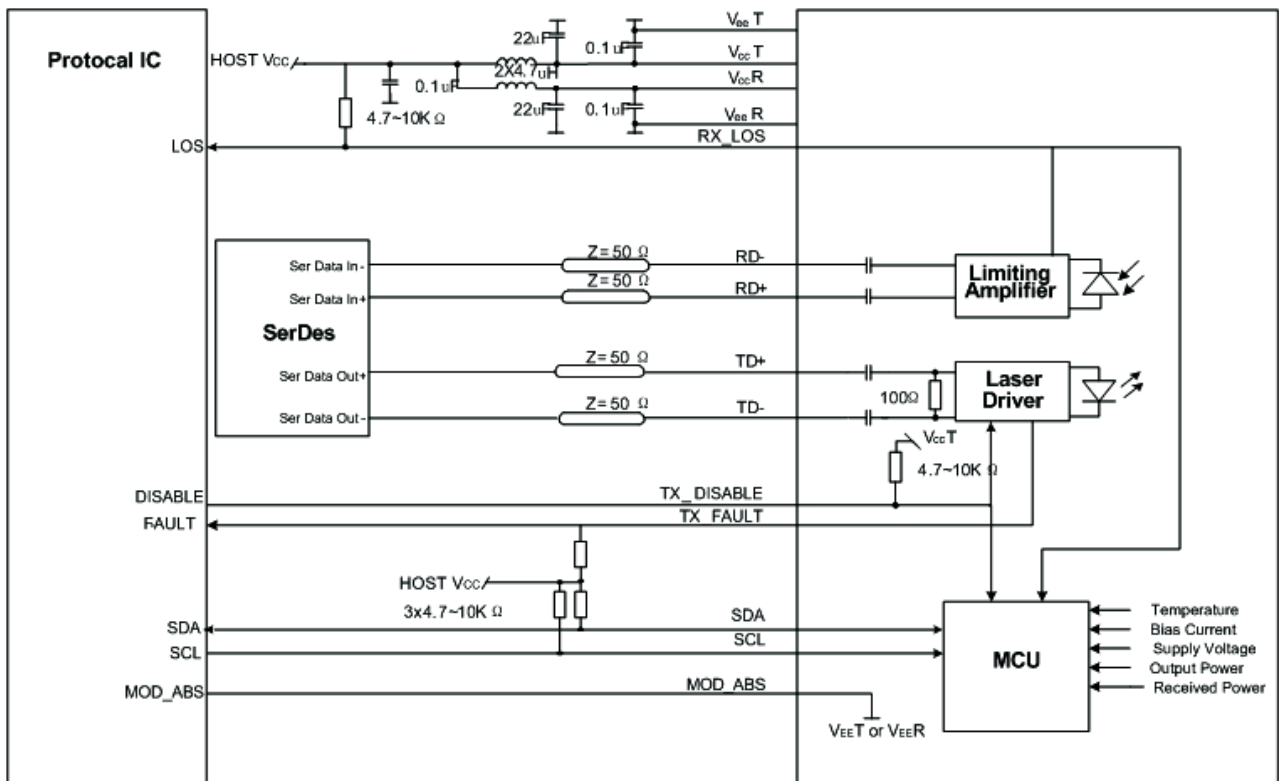 Protocal IC
HOST Vcc
22uF
0.1uF
VeeT
VccT
2X4.7uH
0.1uF
VccR
22uF
0.1uF
VeeR
4.7~10K Ω
LOS
RX_LOS
Z=50 Ω
Ser Data In-
RD-
Limiting
Amplifier
Z=50 Ω
Ser Data In+
RD+
SerDes
Z=50 Ω
Ser Data Out+
TD+
Laser
Driver
100Ω
Z=50 Ω
Ser Data Out-
TD-
VccT
4.7~10K Ω
DISABLE
TX_DISABLE
FAULT
TX_FAULT
HOST Vcc
3x4.7~10K Ω
SDA
SDA
SCL
SCL
MCU
Temperature
Bias Current
Supply Voltage
Output Power
Received Power
MOD_ABS
MOD_ABS
VEET or VEER